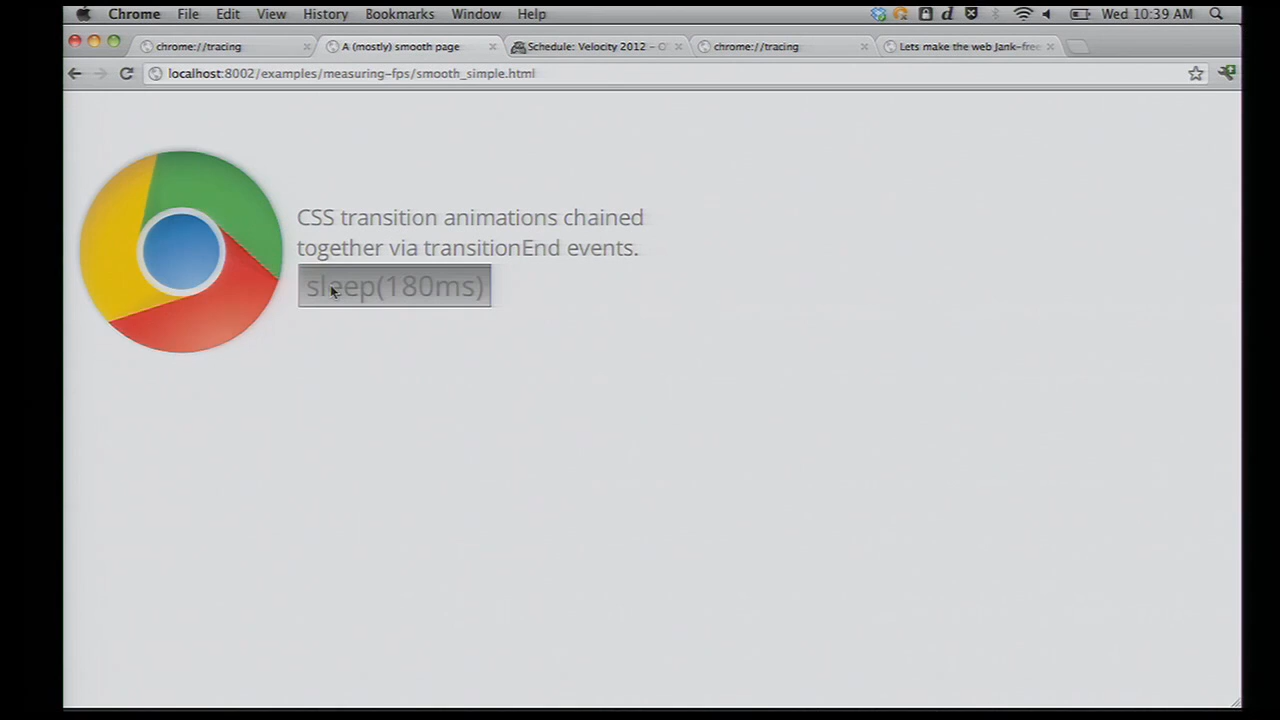 Chrome File Edit View History Bookmarks Window Help Wed 10:39 AM
chrome://tracing A (mostly) smooth page Schedule: Velocity 2012 – O' chrome://tracing Lets make the web Jank-free
localhost:8002/examples/measuring-fps/smooth_simple.html
CSS transition animations chained
together via transitionEnd events.
sleep(180ms)